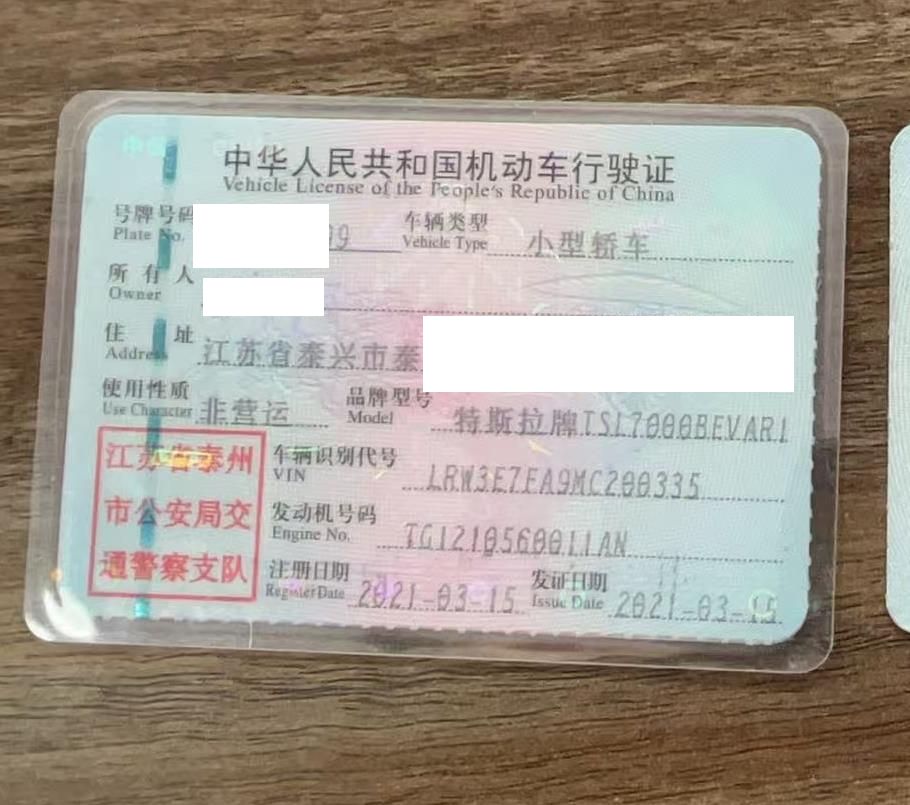 中华人民共和国机动车行驶证
Vehicle License of the People's Republic of China
号牌号码 99 车辆类型 小型轿车
Plate No. Vehicle Type
所有人
Owner
住址 江苏省泰兴市泰
Address
使用性质 非营运 品牌型号 特斯拉牌TSL7000BEVAR1
Use Character Model
江苏省泰州
市公安局交
通警察支队
车辆识别代号 LRW3E7FA9MC200335
VIN
发动机号码 TG1210560011AN
Engine No.
注册日期 2021-03-15 发证日期 2021-03-15
Register Date Issue Date